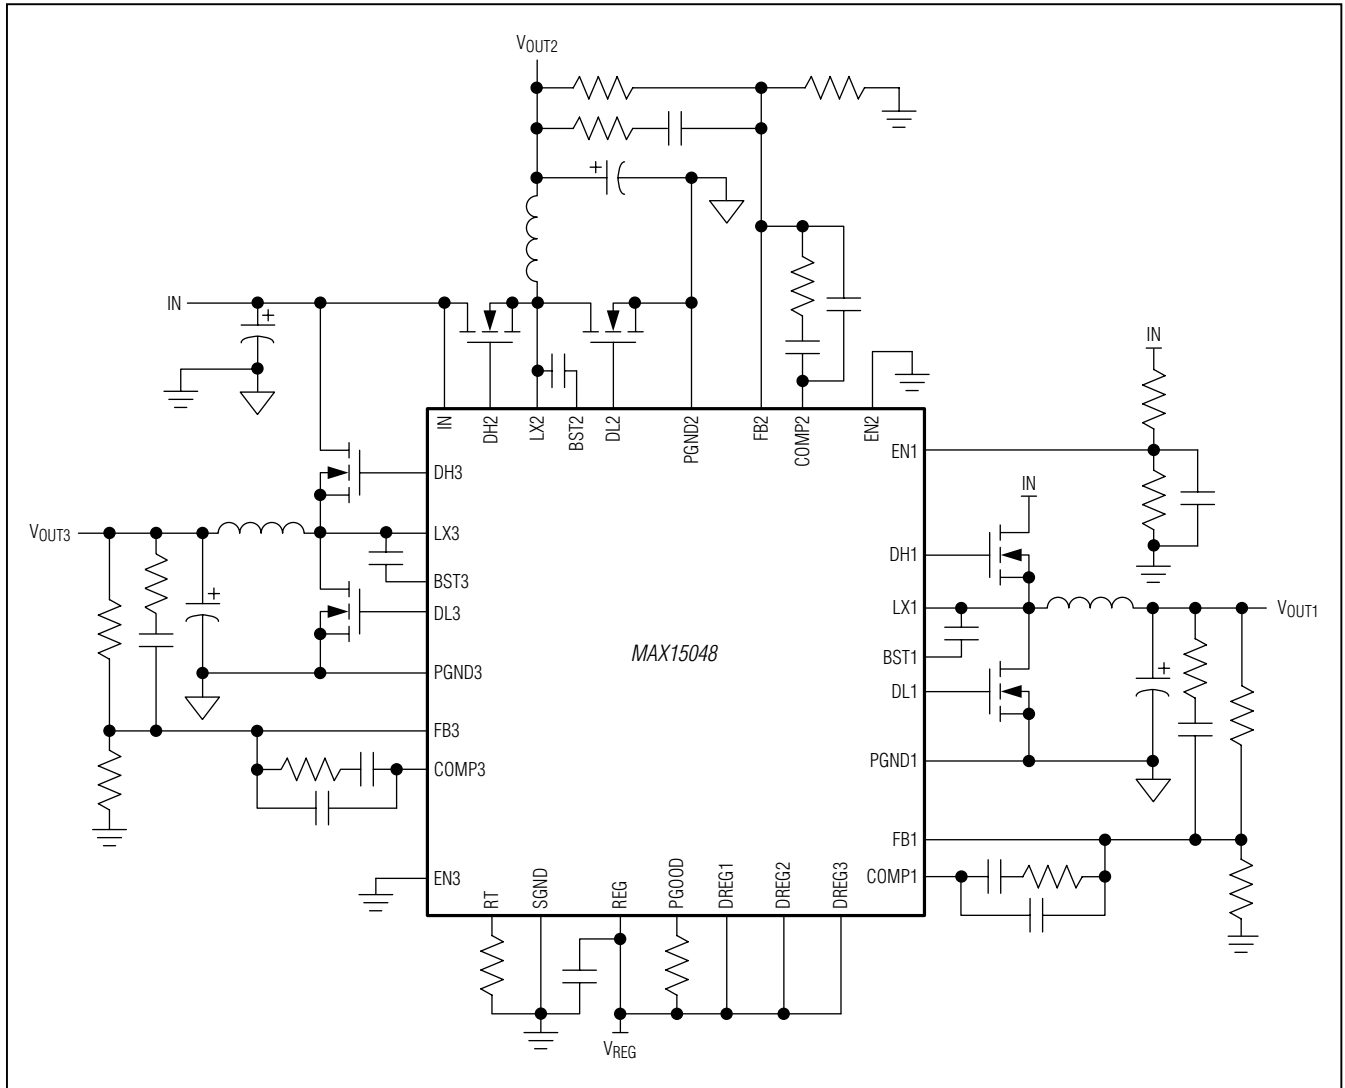 VOUT2
+
IN
+
IN
DH2
LX2
BST2
DL2
PGND2
FB2
COMP2
EN2
IN
EN1
IN
DH3
VOUT3
LX3
DH1
BST3
+
DL3
LX1
VOUT1
MAX15048
BST1
PGND3
+
DL1
FB3
PGND1
COMP3
FB1
EN3
COMP1
RT
SGND
REG
PGOOD
DREG1
DREG2
DREG3
VREG